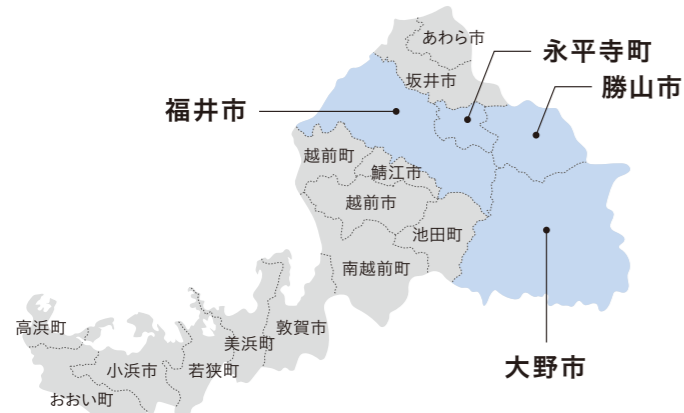 あわら市
永平寺町
坂井市
勝山市
福井市
越前町
鯖江市
越前市
池田町
南越前町
高浜町
敦賀市
美浜町
小浜市
若狭町
大野市
おおい町